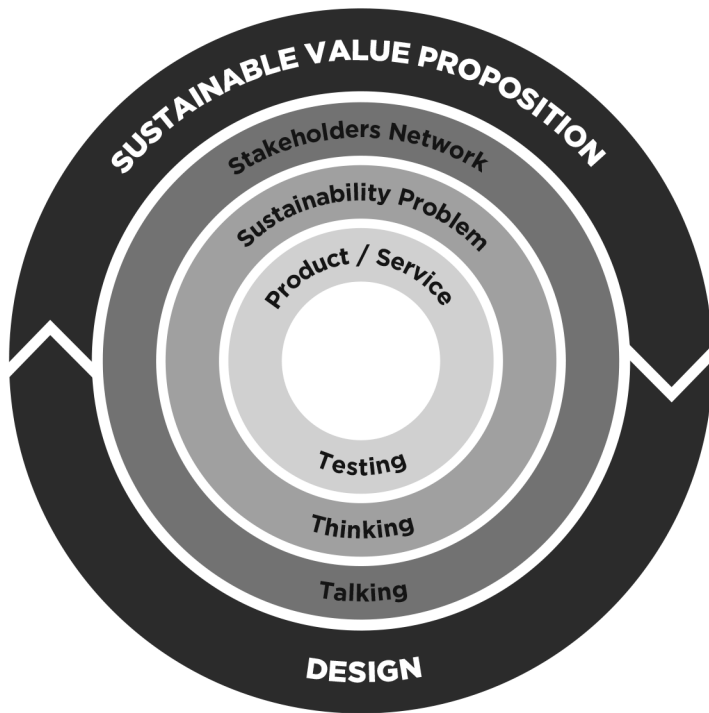 SUSTAINABLE VALUE PROPOSITION
Stakeholders Network
Sustainability Problem
Product / Service
Testing
Thinking
Talking
DESIGN